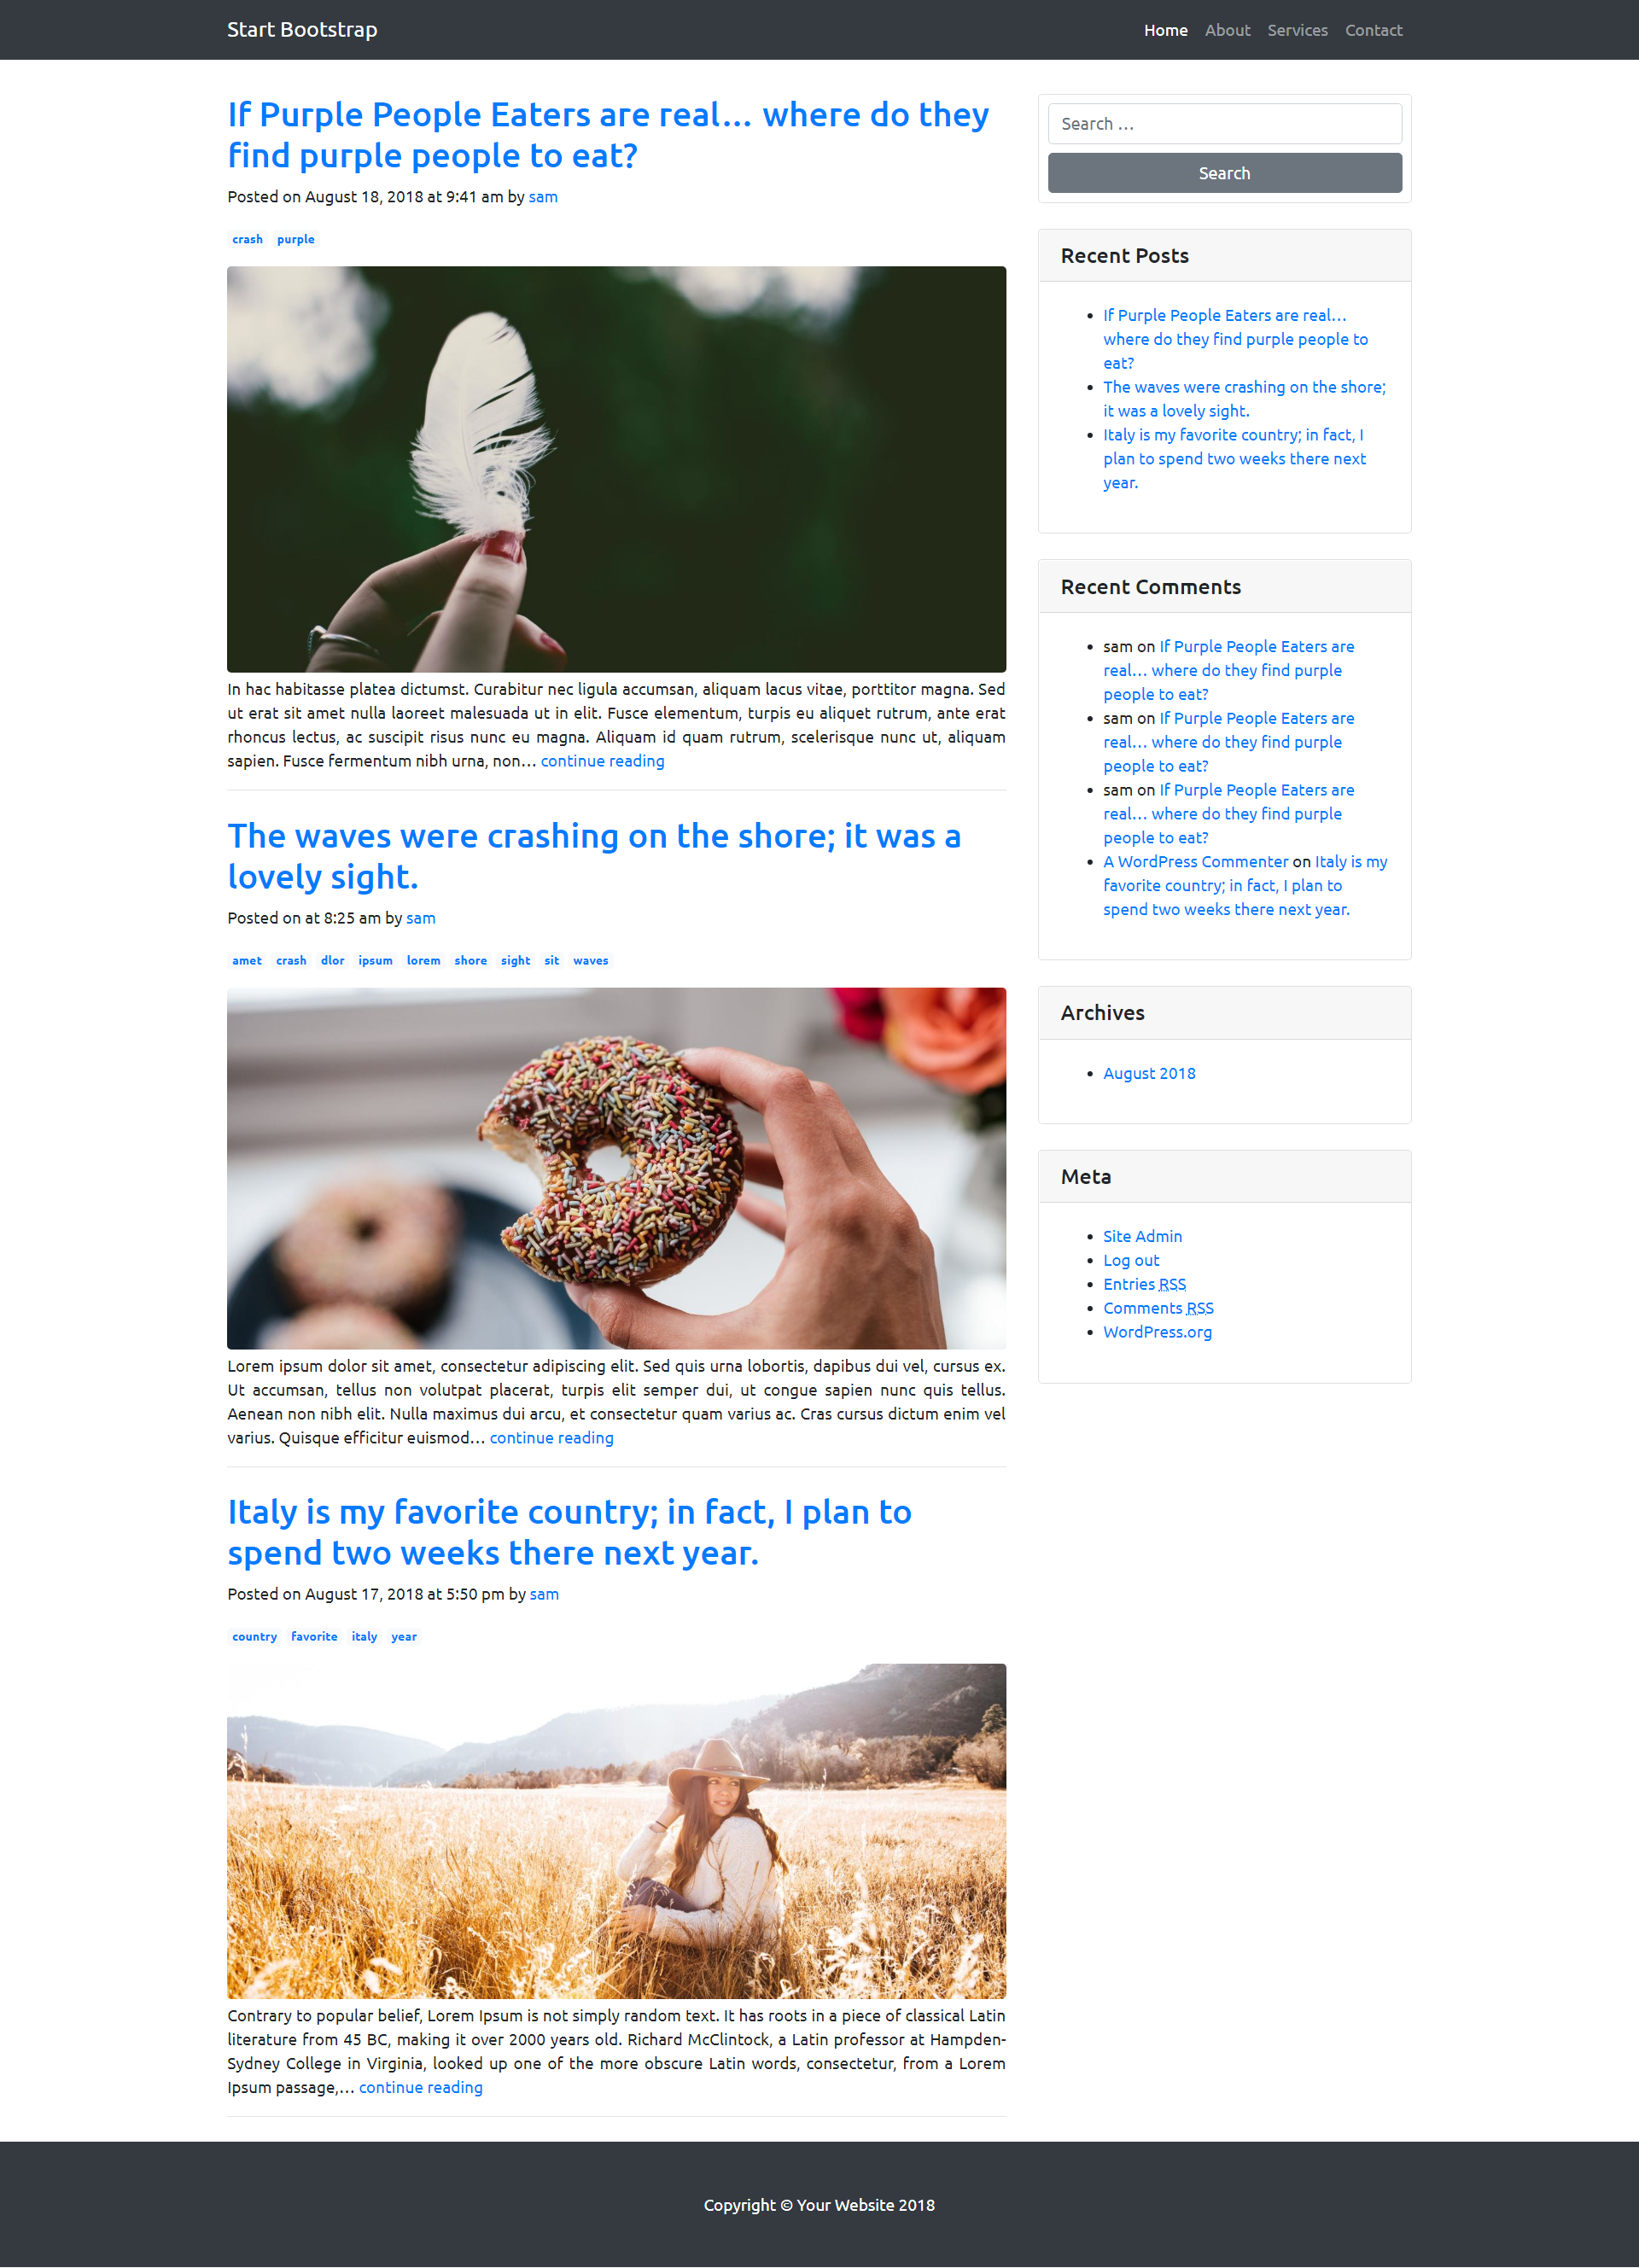 Start Bootstrap
Home About Services Contact
If Purple People Eaters are real… where do they
find purple people to eat?
Posted on August 18, 2018 at 9:41 am by sam
crash purple
In hac habitasse platea dictumst. Curabitur nec ligula accumsan, aliquam lacus vitae, porttitor magna. Sed
ut erat sit amet nulla laoreet malesuada ut in elit. Fusce elementum, turpis eu aliquet rutrum, ante erat
rhoncus lectus, ac suscipit risus nunc eu magna. Aliquam id quam rutrum, scelerisque nunc ut, aliquam
sapien. Fusce fermentum nibh urna, non… continue reading
The waves were crashing on the shore; it was a
lovely sight.
Posted on at 8:25 am by sam
amet crash dlor ipsum lorem shore sight sit waves
Lorem ipsum dolor sit amet, consectetur adipiscing elit. Sed quis urna lobortis, dapibus dui vel, cursus ex.
Ut accumsan, tellus non volutpat placerat, turpis elit semper dui, ut congue sapien nunc quis tellus.
Aenean non nibh elit. Nulla maximus dui arcu, et consectetur quam varius ac. Cras cursus dictum enim vel
varius. Quisque efficitur euismod… continue reading
Italy is my favorite country; in fact, I plan to
spend two weeks there next year.
Posted on August 17, 2018 at 5:50 pm by sam
country favorite italy year
Contrary to popular belief, Lorem Ipsum is not simply random text. It has roots in a piece of classical Latin
literature from 45 BC, making it over 2000 years old. Richard McClintock, a Latin professor at Hampden-
Sydney College in Virginia, looked up one of the more obscure Latin words, consectetur, from a Lorem
Ipsum passage,… continue reading
Search …
Search
Recent Posts
If Purple People Eaters are real…
where do they find purple people to
eat?
The waves were crashing on the shore;
it was a lovely sight.
Italy is my favorite country; in fact, I
plan to spend two weeks there next
year.
Recent Comments
sam on If Purple People Eaters are
real… where do they find purple
people to eat?
sam on If Purple People Eaters are
real… where do they find purple
people to eat?
sam on If Purple People Eaters are
real… where do they find purple
people to eat?
A WordPress Commenter on Italy is my
favorite country; in fact, I plan to
spend two weeks there next year.
Archives
August 2018
Meta
Site Admin
Log out
Entries RSS
Comments RSS
WordPress.org
Copyright © Your Website 2018